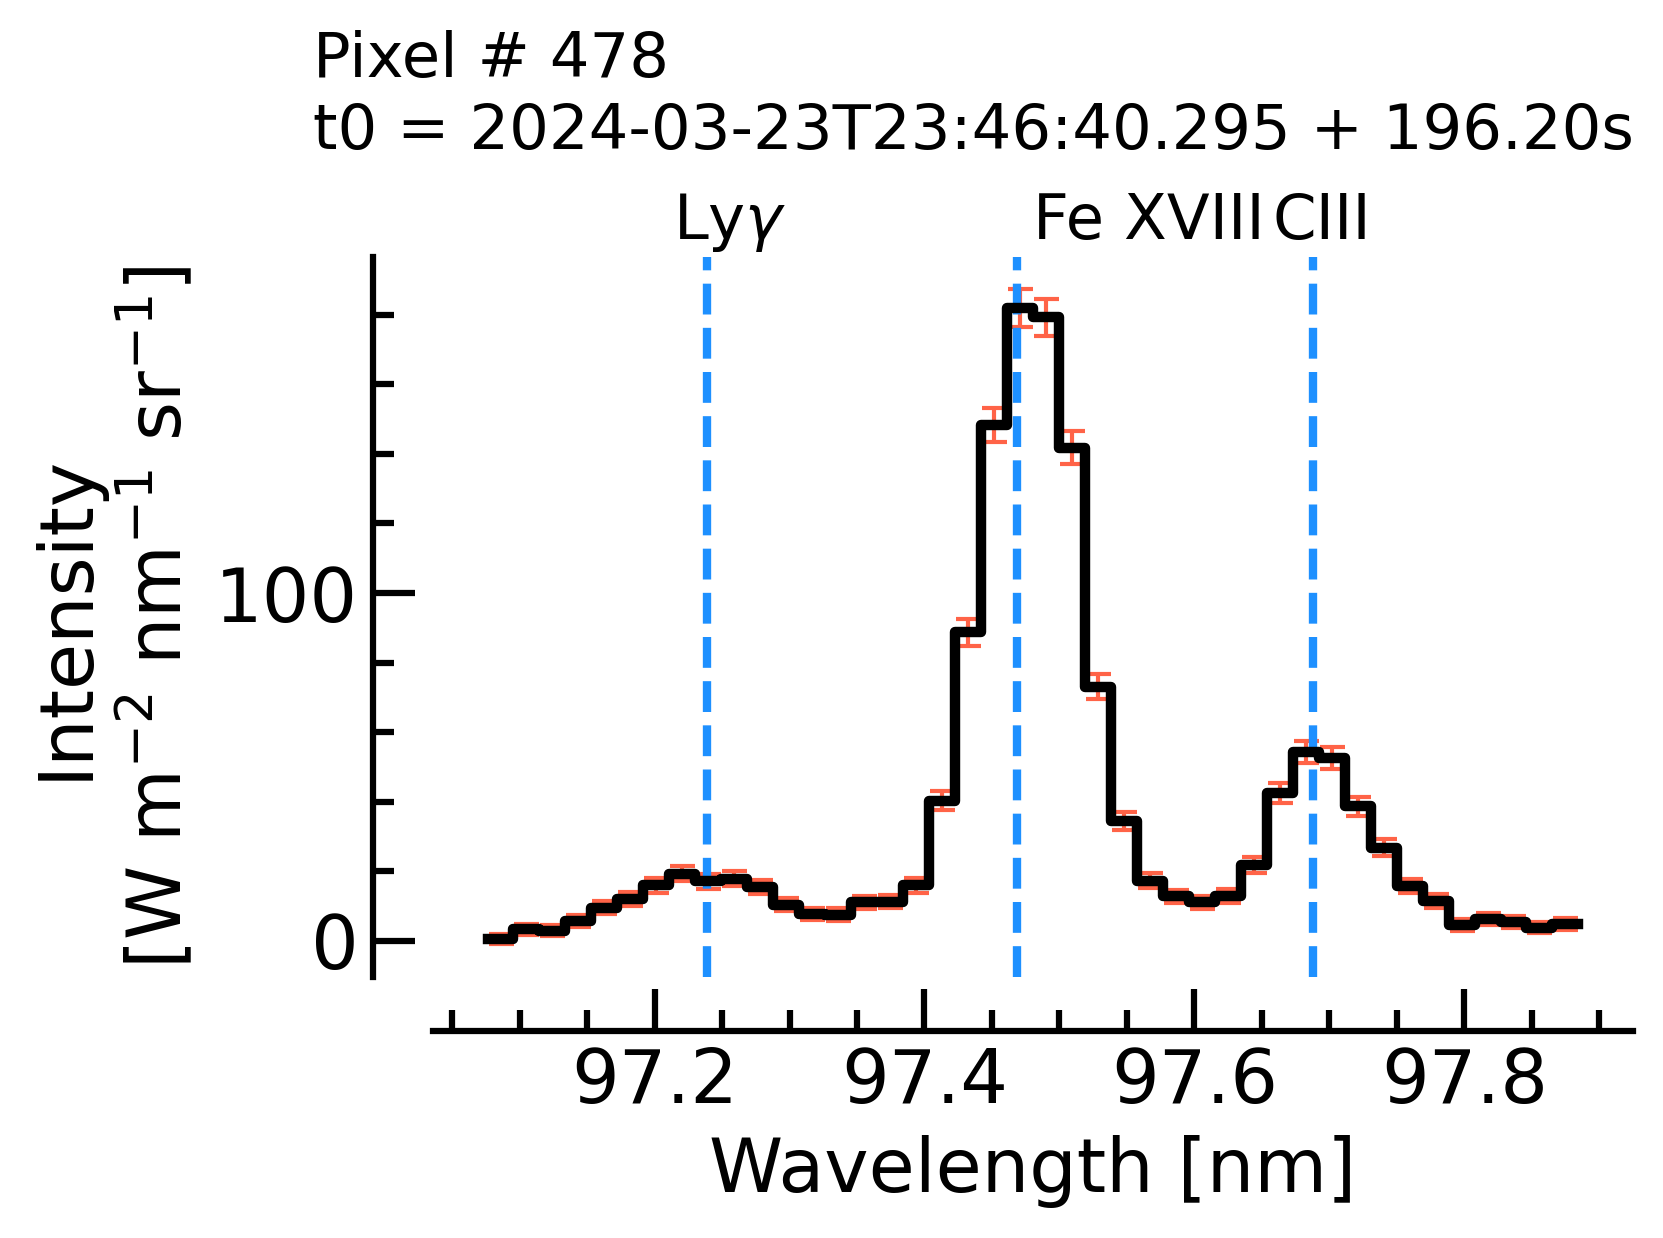 Pixel # 478
t0 = 2024-03-23T23:46:40.295 + 196.20s
Lyγ Fe XVIII CIII
Intensity
[W m⁻² nm⁻¹ sr⁻¹]
100
0
97.2 97.4 97.6 97.8
Wavelength [nm]